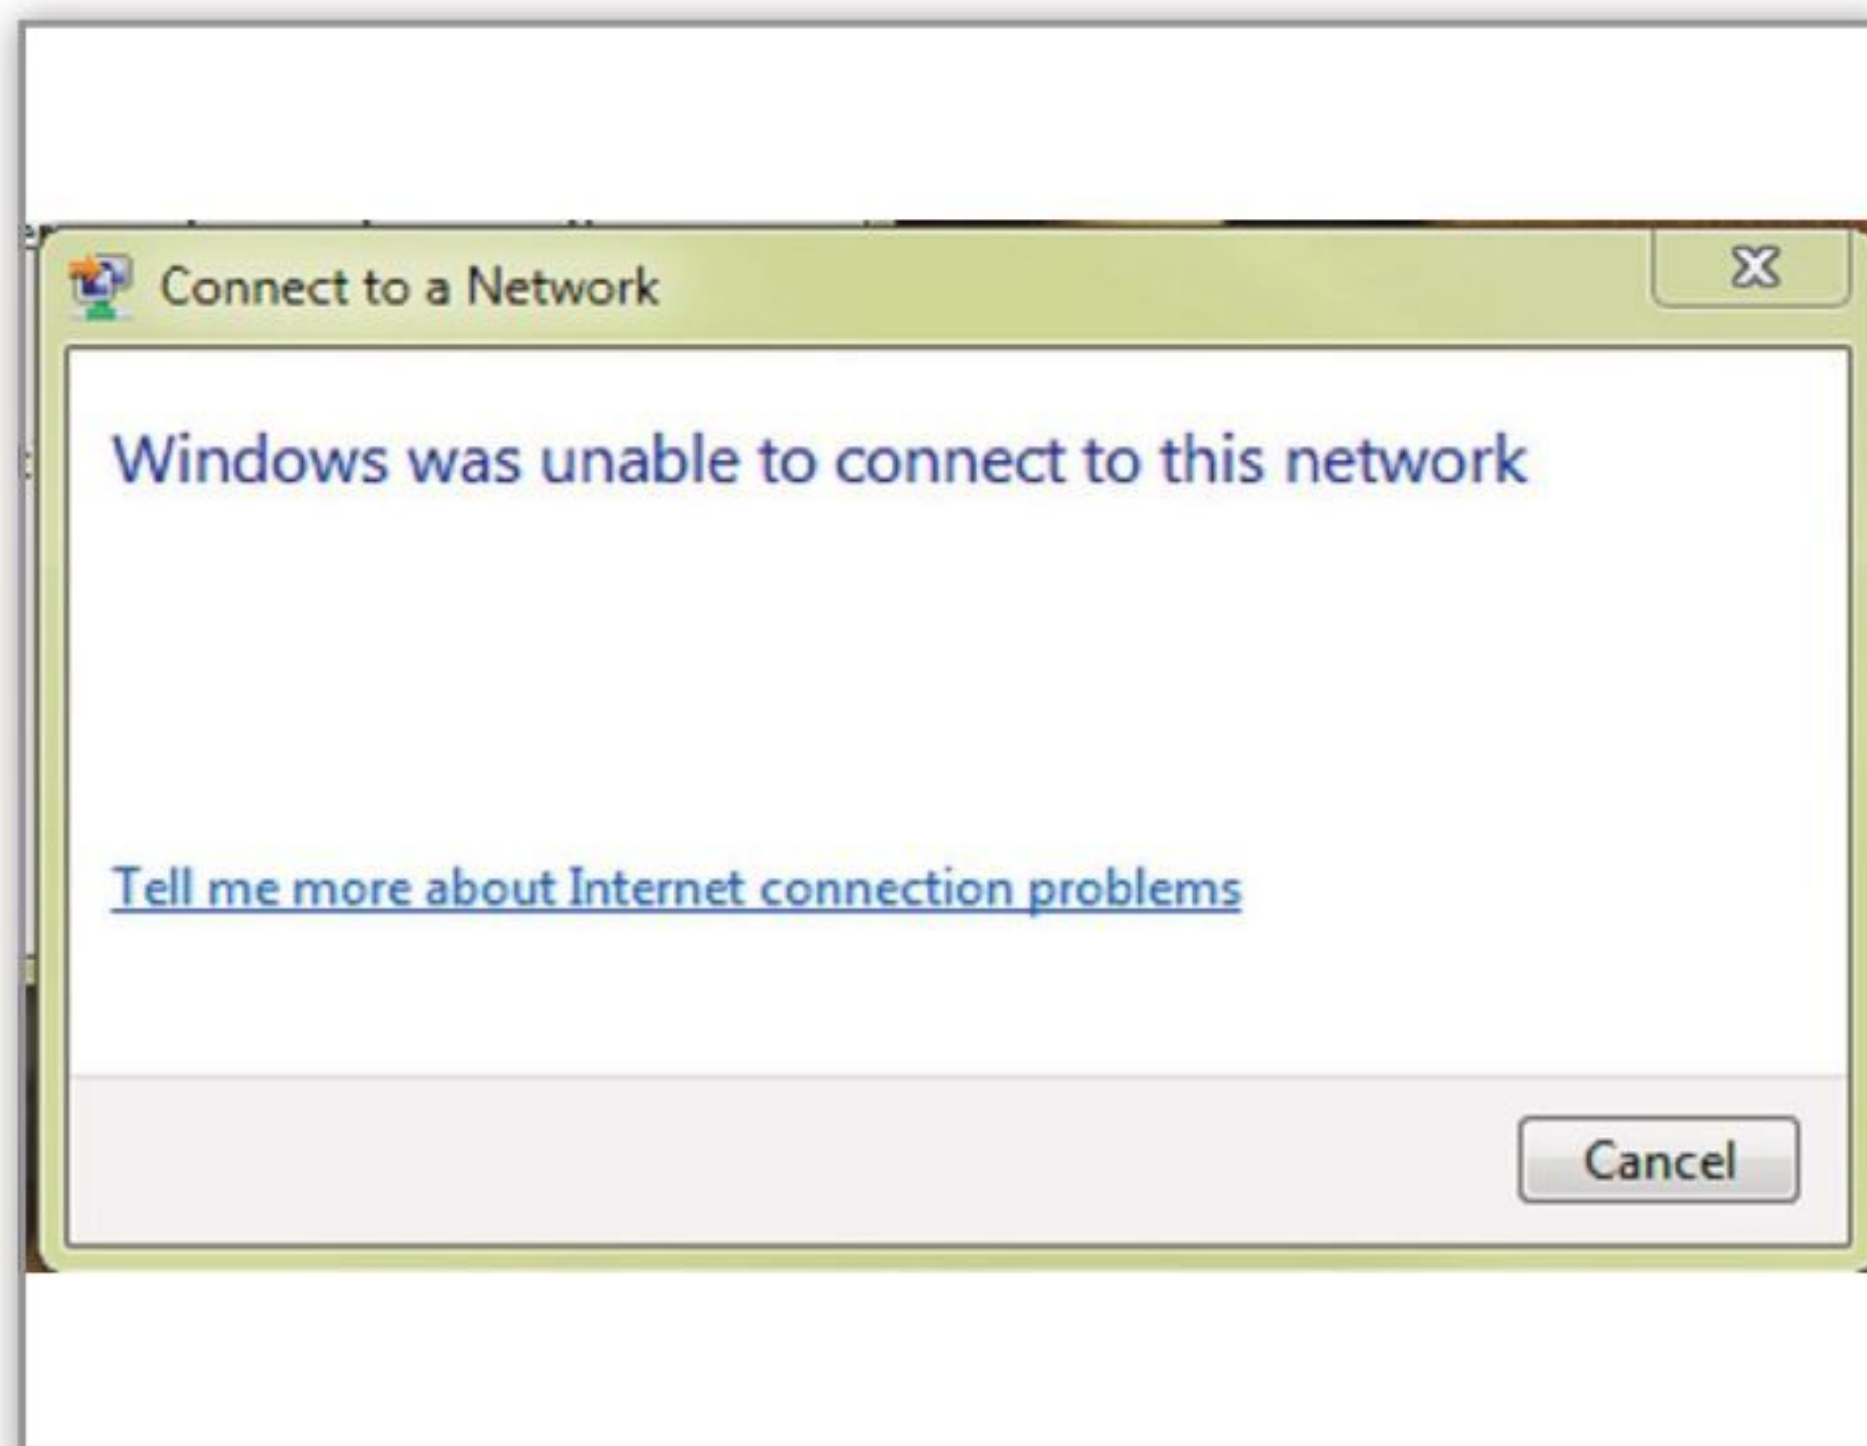 Connect to a Network
Windows was unable to connect to this network
Tell me more about Internet connection problems
Cancel